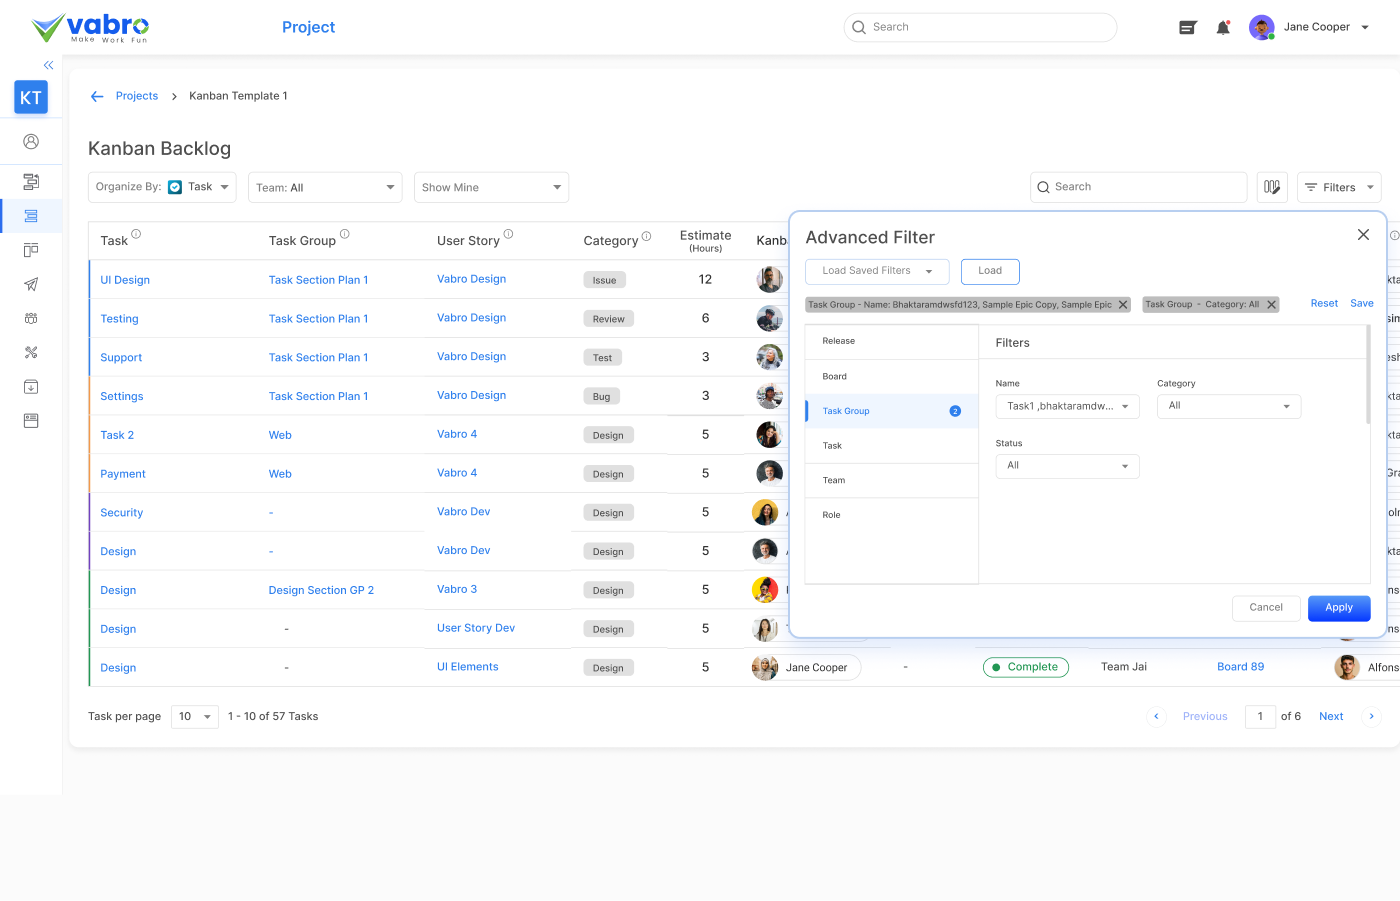 vabro
Make Work Fun
Project
Search
Jane Cooper
KT
Projects
Kanban Template 1
Kanban Backlog
Organize By:
Task
Team: All
Show Mine
Search
Filters
Task
Task Group
User Story
Category
Estimate
(Hours)
Kanb
UI Design
Task Section Plan 1
Vabro Design
Issue
12
Testing
Task Section Plan 1
Vabro Design
Review
6
Support
Task Section Plan 1
Vabro Design
Test
3
Settings
Task Section Plan 1
Vabro Design
Bug
3
Task 2
Web
Vabro 4
Design
5
Payment
Web
Vabro 4
Design
5
Security
-
Vabro Dev
Design
5
Design
-
Vabro Dev
Design
5
Design
Design Section GP 2
Vabro 3
Design
5
Design
-
User Story Dev
Design
5
Design
-
UI Elements
Design
5
Jane Cooper
-
Complete
Team Jai
Board 89
Alfons
Advanced Filter
Load Saved Filters
Load
Task Group - Name: Bhaktaramdwsfd123, Sample Epic Copy, Sample Epic
Task Group - Category: All
Reset
Save
Release
Board
Task Group
2
Task
Team
Role
Filters
Name
Task1 ,bhaktaramdw...
Category
All
Status
All
Cancel
Apply
Task per page
10
1 - 10 of 57 Tasks
Previous
1
of 6
Next